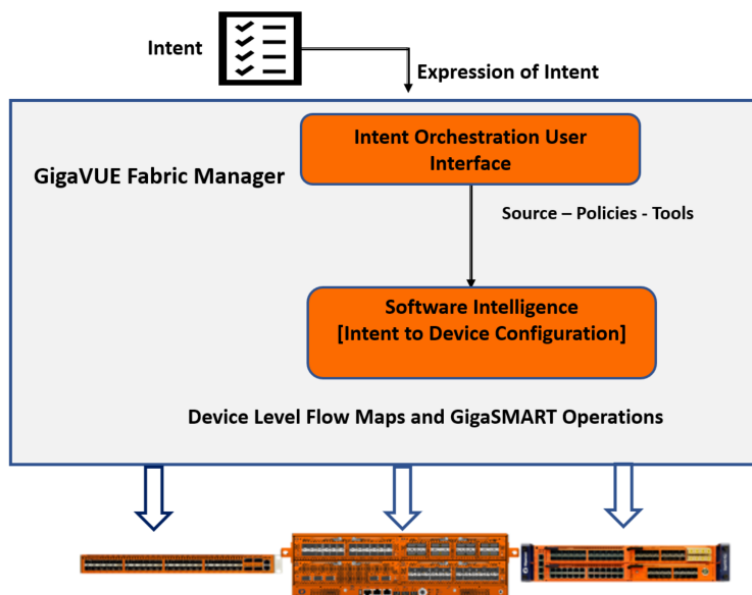 Intent
Expression of Intent
Intent Orchestration User
Interface
GigaVUE Fabric Manager
Source – Policies - Tools
Software Intelligence
[Intent to Device Configuration]
Device Level Flow Maps and GigaSMART Operations